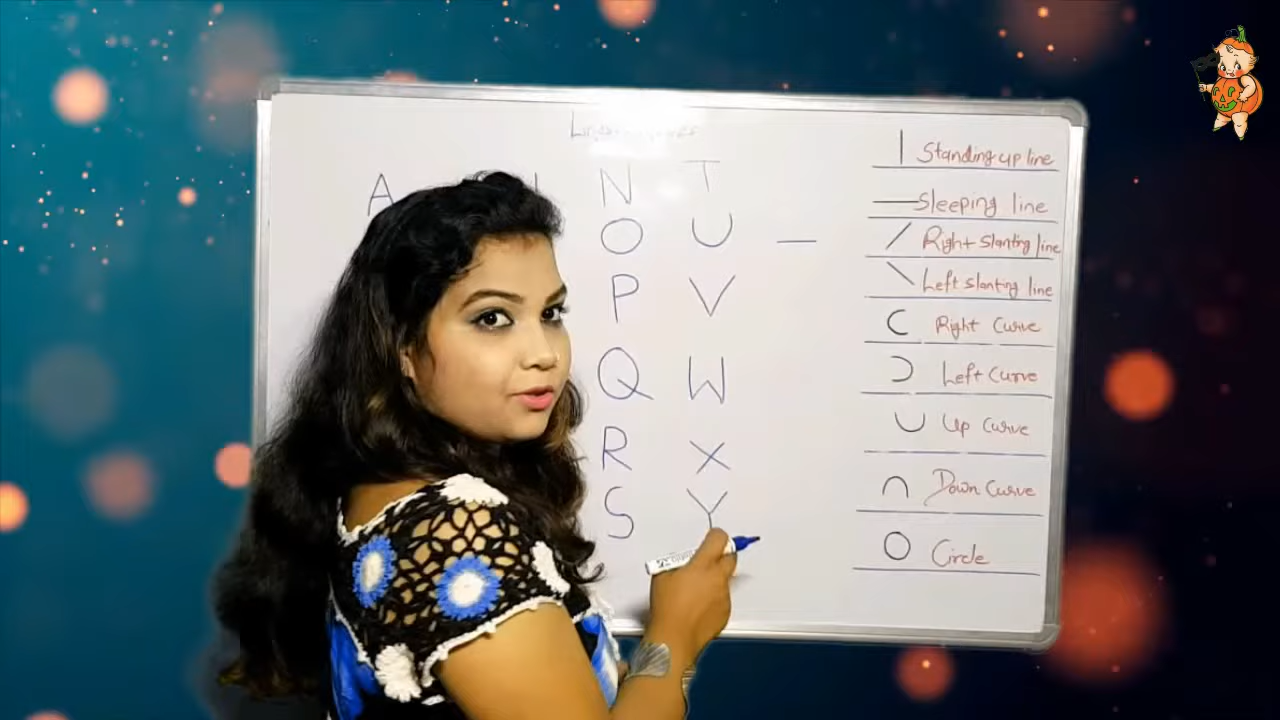 A N T
O U —
P V
Q W
R X
S Y
| Standing up line
— Sleeping line
/ Right slanting line
\ Left slanting line
C Right Curve
Ɔ Left Curve
∪ Up Curve
∩ Down Curve
O Circle